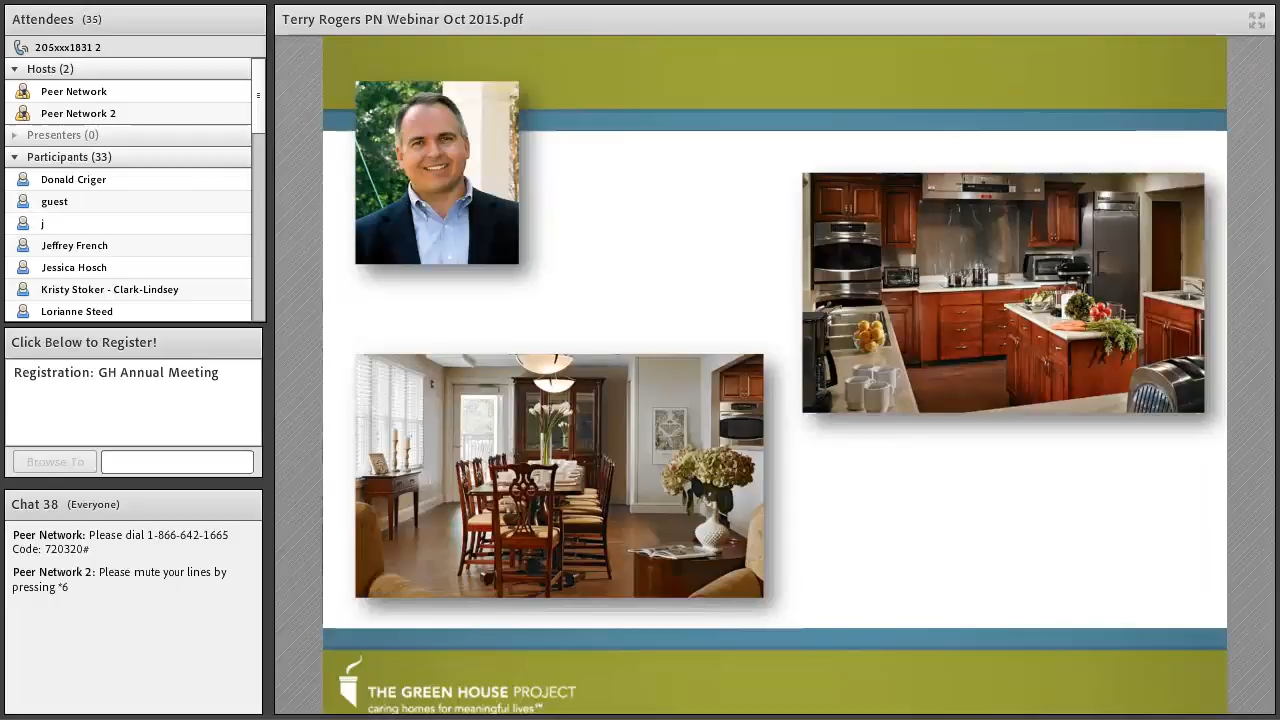 Attendees (35)
205xxx1831 2
Hosts (2)
Peer Network
Peer Network 2
Presenters (0)
Participants (33)
Donald Criger
guest
j
Jeffrey French
Jessica Hosch
Kristy Stoker - Clark-Lindsey
Lorianne Steed
Click Below to Register!
Registration: GH Annual Meeting
Browse To
Chat 38 (Everyone)
Peer Network: Please dial 1-866-642-1665
Code: 720320#
Peer Network 2: Please mute your lines by
pressing *6
Terry Rogers PN Webinar Oct 2015.pdf
THE GREEN HOUSE PROJECT
caring homes for meaningful lives℠